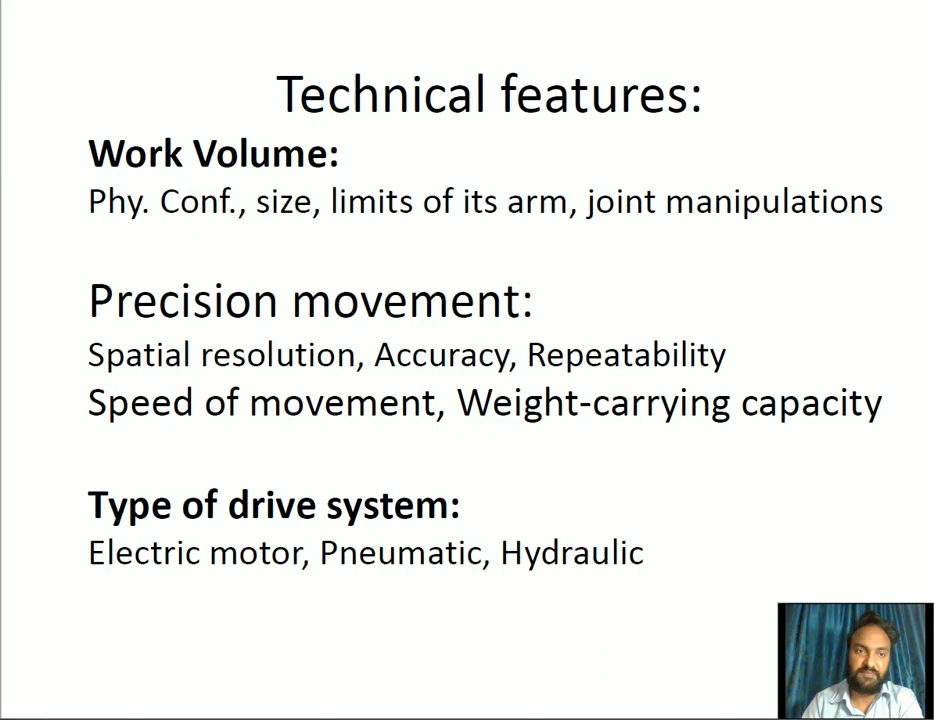 Technical features:
Work Volume:
Phy. Conf., size, limits of its arm, joint manipulations
Precision movement:
Spatial resolution, Accuracy, Repeatability
Speed of movement, Weight-carrying capacity
Type of drive system:
Electric motor, Pneumatic, Hydraulic